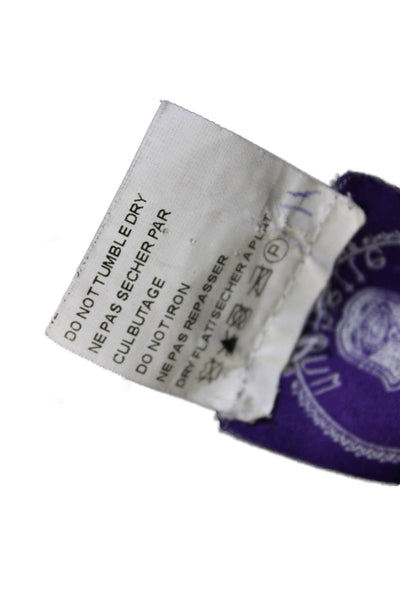 DO NOT TUMBLE DRY
NE PAS SECHER PAR
CULBUTAGE
DO NOT IRON
NE PAS REPASSER
DRY FLAT/SECHER A PLAT
P